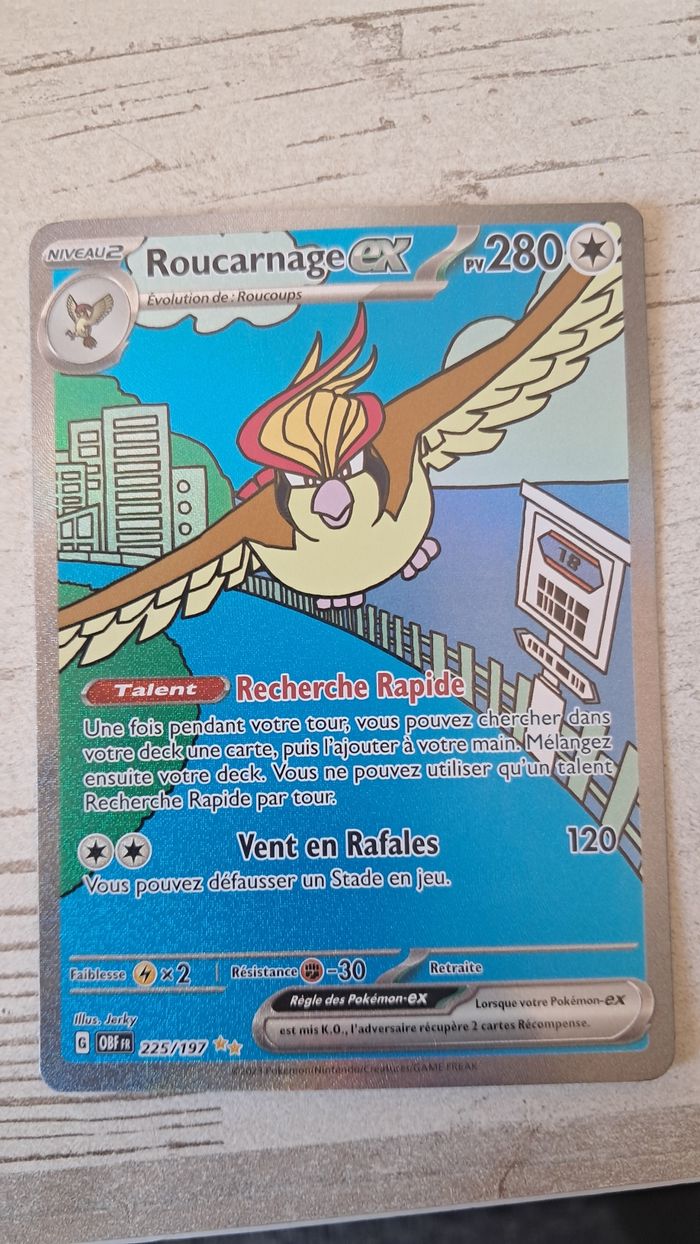 NIVEAU 2
Roucarnage ex
PV 280
Évolution de : Roucoups
18
Talent Recherche Rapide
Une fois pendant votre tour, vous pouvez chercher dans
votre deck une carte, puis l'ajouter à votre main. Mélangez
ensuite votre deck. Vous ne pouvez utiliser qu'un talent
Recherche Rapide par tour.
Vent en Rafales 120
Vous pouvez défausser un Stade en jeu.
Faiblesse ×2 Résistance -30 Retraite
Règle des Pokémon-ex Lorsque votre Pokémon-ex
est mis K.O., l'adversaire récupère 2 cartes Récompense.
Illus. Jerky
G OBF FR 225/197
©2023 Pokémon/Nintendo/Creatures/GAME FREAK